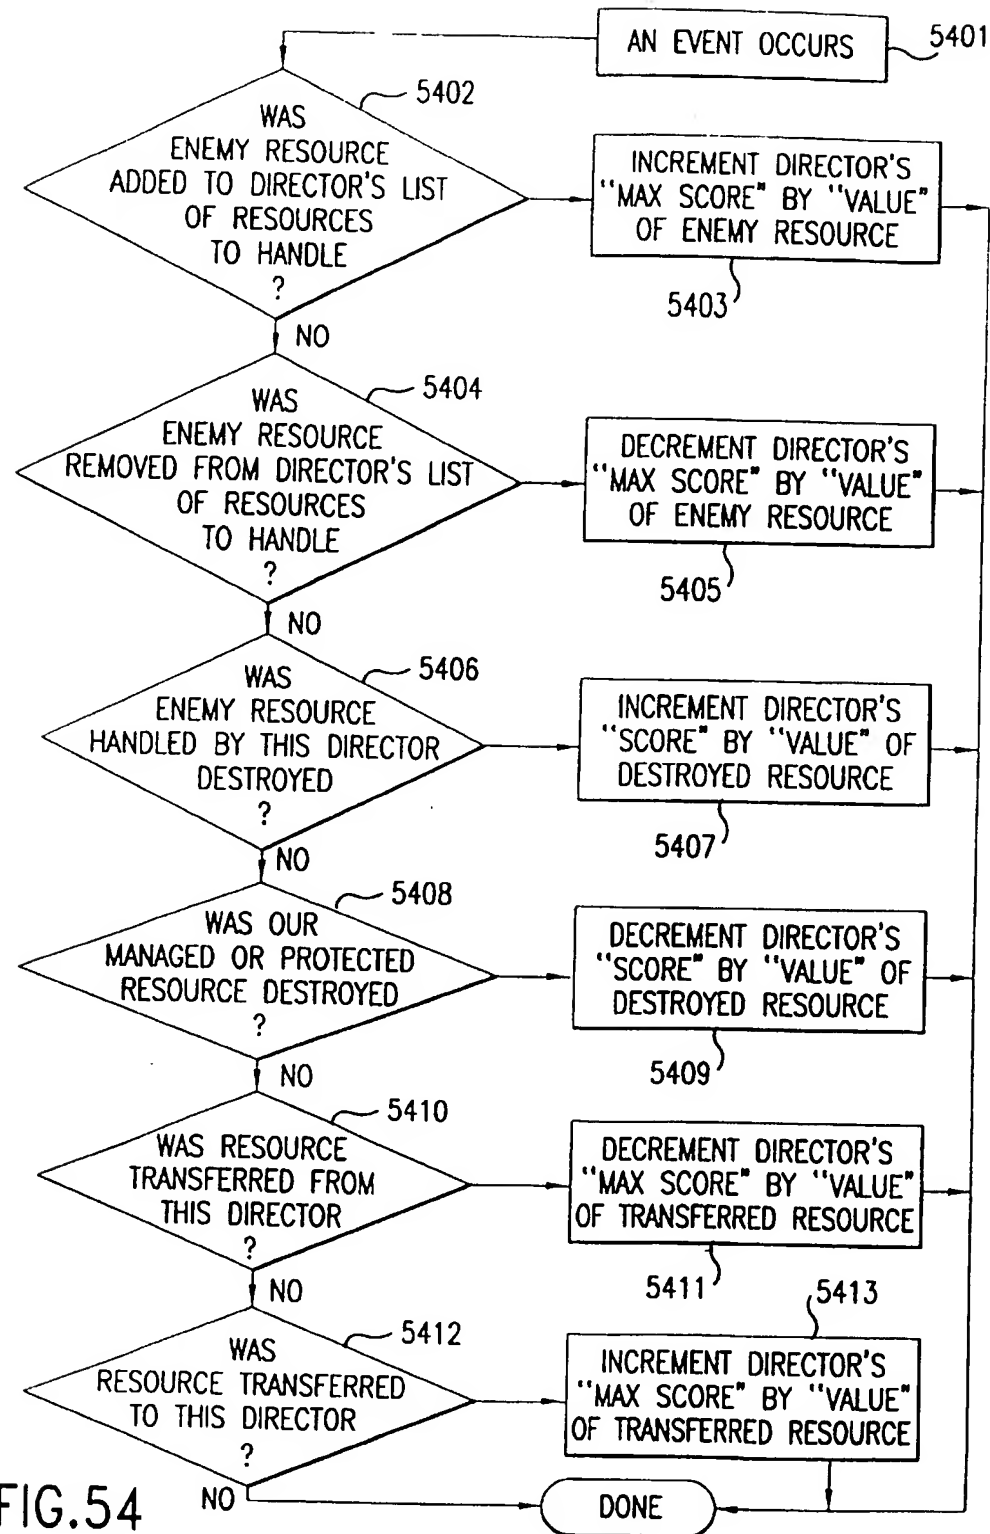 AN EVENT OCCURS
5401
5402
WAS
ENEMY RESOURCE
ADDED TO DIRECTOR'S LIST
OF RESOURCES
TO HANDLE
?
INCREMENT DIRECTOR'S
"MAX SCORE" BY "VALUE"
OF ENEMY RESOURCE
5403
NO
5404
WAS
ENEMY RESOURCE
REMOVED FROM DIRECTOR'S LIST
OF RESOURCES
TO HANDLE
?
DECREMENT DIRECTOR'S
"MAX SCORE" BY "VALUE"
OF ENEMY RESOURCE
5405
NO
5406
WAS
ENEMY RESOURCE
HANDLED BY THIS DIRECTOR
DESTROYED
?
INCREMENT DIRECTOR'S
"SCORE" BY "VALUE" OF
DESTROYED RESOURCE
5407
NO
5408
WAS OUR
MANAGED OR PROTECTED
RESOURCE DESTROYED
?
DECREMENT DIRECTOR'S
"SCORE" BY "VALUE" OF
DESTROYED RESOURCE
5409
NO
5410
WAS RESOURCE
TRANSFERRED FROM
THIS DIRECTOR
?
DECREMENT DIRECTOR'S
"MAX SCORE" BY "VALUE"
OF TRANSFERRED RESOURCE
5411
NO
5412
WAS
RESOURCE TRANSFERRED
TO THIS DIRECTOR
?
5413
INCREMENT DIRECTOR'S
"MAX SCORE" BY "VALUE"
OF TRANSFERRED RESOURCE
NO
DONE
FIG.54